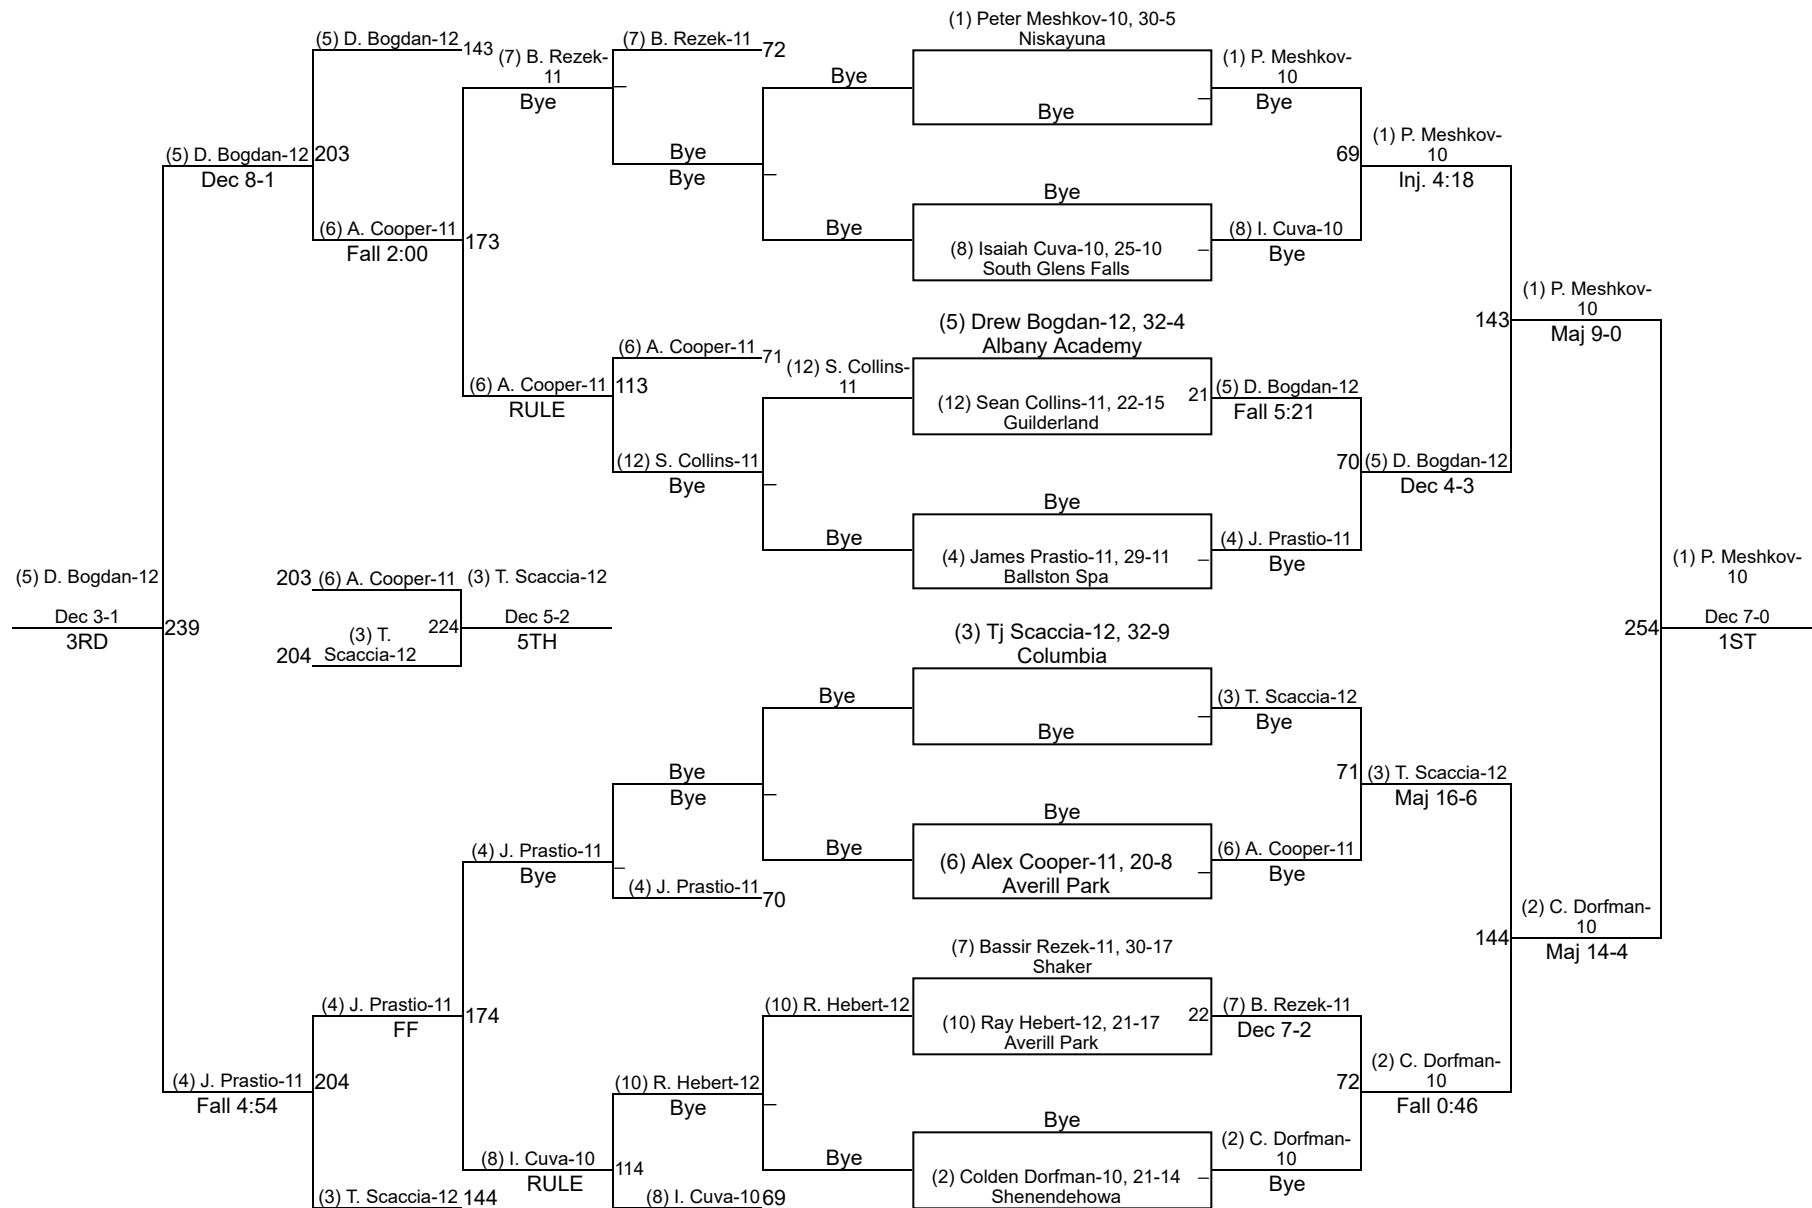 (1) Peter Meshkov-10, 30-5
Niskayuna
(5) D. Bogdan-12
143
(7) B. Rezek-
11
Bye
(7) B. Rezek-11
72
Bye
Bye
(1) P. Meshkov-
10
Bye
(5) D. Bogdan-12
203
Dec 8-1
Bye
Bye
69
(1) P. Meshkov-
10
Inj. 4:18
(6) A. Cooper-11
Fall 2:00
173
Bye
Bye
(8) Isaiah Cuva-10, 25-10
South Glens Falls
(8) I. Cuva-10
Bye
(1) P. Meshkov-
10
143
Maj 9-0
(5) Drew Bogdan-12, 32-4
Albany Academy
(6) A. Cooper-11
71
(12) S. Collins-
11
(6) A. Cooper-11
113
RULE
(12) Sean Collins-11, 22-15
Guilderland
21
(5) D. Bogdan-12
Fall 5:21
(12) S. Collins-11
Bye
70
(5) D. Bogdan-12
Dec 4-3
Bye
Bye
(4) James Prastio-11, 29-11
Ballston Spa
(4) J. Prastio-11
Bye
(5) D. Bogdan-12
Dec 3-1
3RD
239
203
(6) A. Cooper-11
(3) T. Scaccia-12
224
Dec 5-2
5TH
204
(3) T.
Scaccia-12
(1) P. Meshkov-
10
254
Dec 7-0
1ST
(3) Tj Scaccia-12, 32-9
Columbia
Bye
Bye
(3) T. Scaccia-12
Bye
Bye
Bye
71
(3) T. Scaccia-12
Maj 16-6
(4) J. Prastio-11
Bye
(4) J. Prastio-11
70
Bye
Bye
(6) Alex Cooper-11, 20-8
Averill Park
(6) A. Cooper-11
Bye
(2) C. Dorfman-
10
144
Maj 14-4
(7) Bassir Rezek-11, 30-17
Shaker
(4) J. Prastio-11
FF
174
(10) R. Hebert-12
(10) Ray Hebert-12, 21-17
Averill Park
22
(7) B. Rezek-11
Dec 7-2
(4) J. Prastio-11
204
Fall 4:54
(10) R. Hebert-12
Bye
72
(2) C. Dorfman-
10
Fall 0:46
(8) I. Cuva-10
114
RULE
Bye
Bye
(2) Colden Dorfman-10, 21-14
Shenendehowa
(2) C. Dorfman-
10
Bye
(3) T. Scaccia-12
144
(8) I. Cuva-10
69